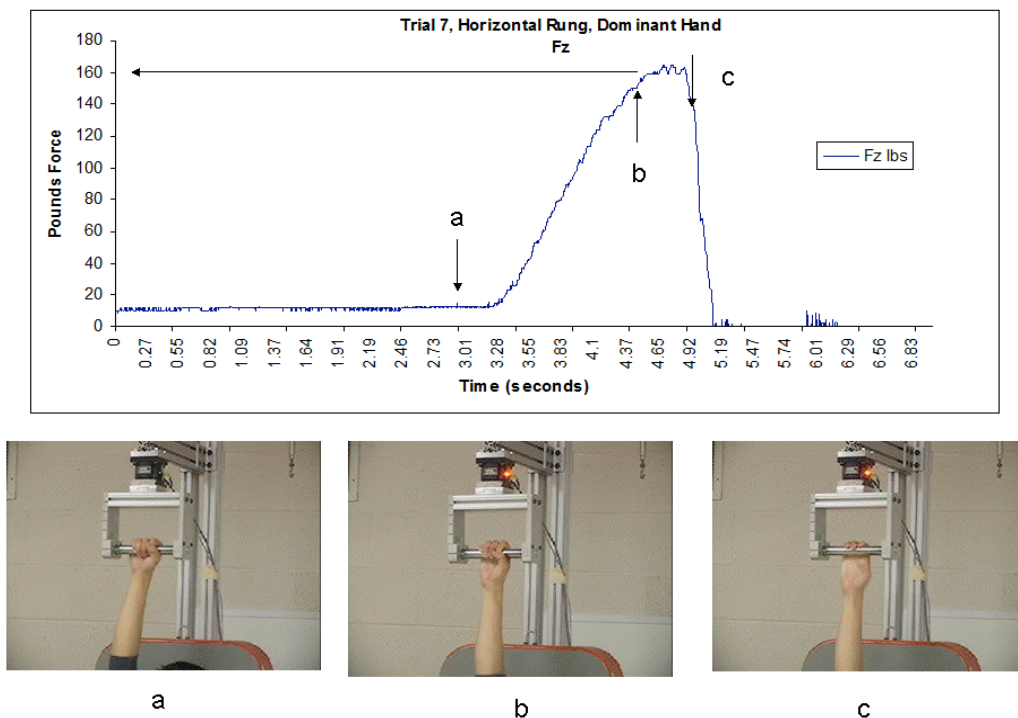 Trial 7, Horizontal Rung, Dominant Hand
Fz
Pounds Force
180
160
140
120
100
80
60
40
20
0
a
b
c
Fz lbs
0 0.27 0.55 0.82 1.09 1.37 1.64 1.91 2.19 2.46 2.73 3.01 3.28 3.55 3.83 4.1 4.37 4.65 4.92 5.19 5.47 5.74 6.01 6.29 6.56 6.83
Time (seconds)
a b c